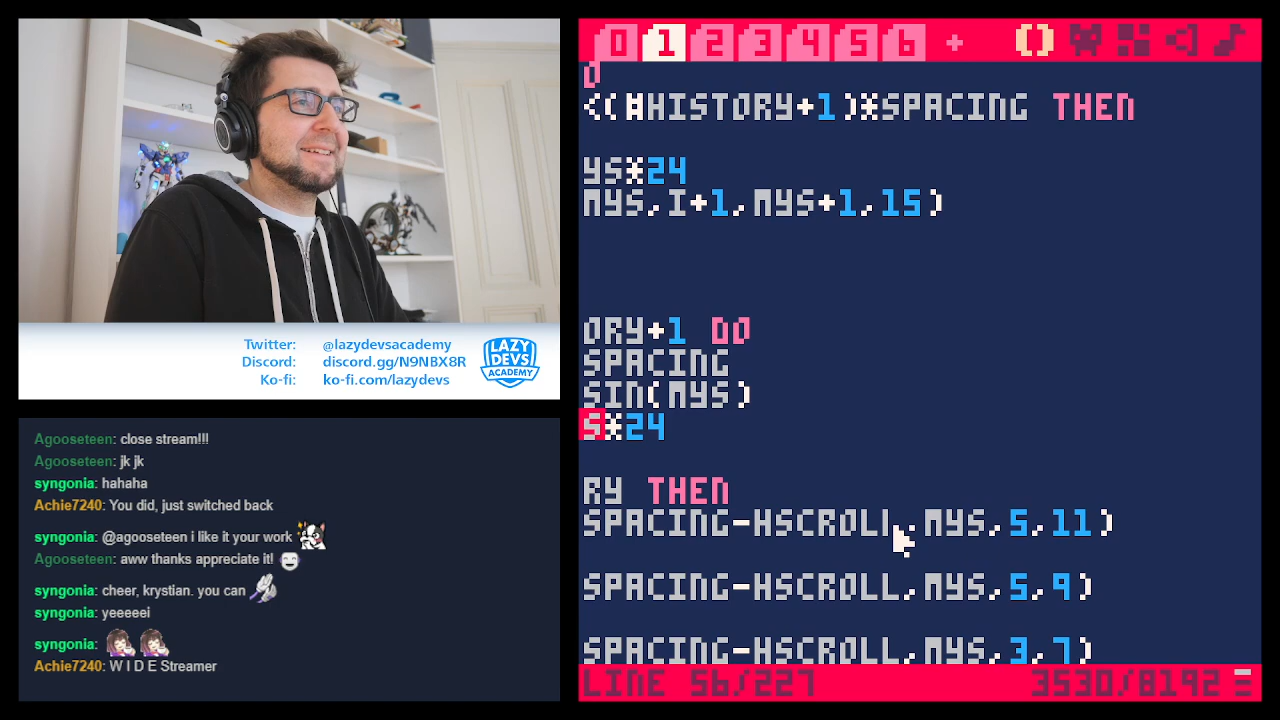 Twitter: @lazydevsacademy
Discord: discord.gg/N9NBX8R
Ko-fi: ko-fi.com/lazydevs
LAZY
DEVS
ACADEMY
Agooseteen: close stream!!!
Agooseteen: jk jk
syngonia: hahaha
Achie7240: You did, just switched back
syngonia: @agooseteen i like it your work
Agooseteen: aww thanks appreciate it!
syngonia: cheer, krystian. you can
syngonia: yeeeeei
syngonia:
Achie7240: W I D E Streamer
0 1 2 3 4 5 6 +
<(#HISTORY+1)*SPACING THEN
YS*24
MYS,I+1,MYS+1,15)
ORY+1 DO
SPACING
SIN(MYS)
S*24
RY THEN
SPACING-HSCROLL,MYS,5,11)
SPACING-HSCROLL,MYS,5,9)
SPACING-HSCROLL,MYS,3,7)
LINE 56/227
3530/8192